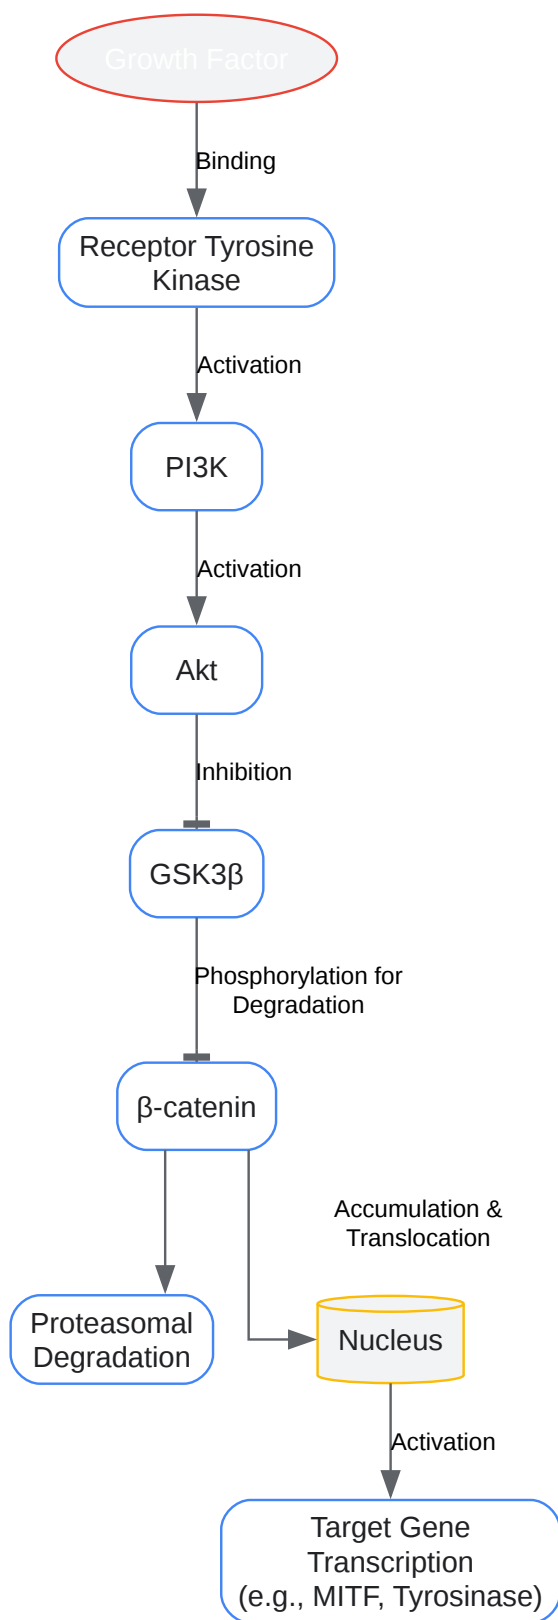 Growth Factor
Binding
Receptor Tyrosine
Kinase
Activation
PI3K
Activation
Akt
Inhibition
GSK3β
Phosphorylation for
Degradation
β-catenin
Accumulation &
Translocation
Proteasomal
Degradation
Nucleus
Activation
Target Gene
Transcription
(e.g., MITF, Tyrosinase)